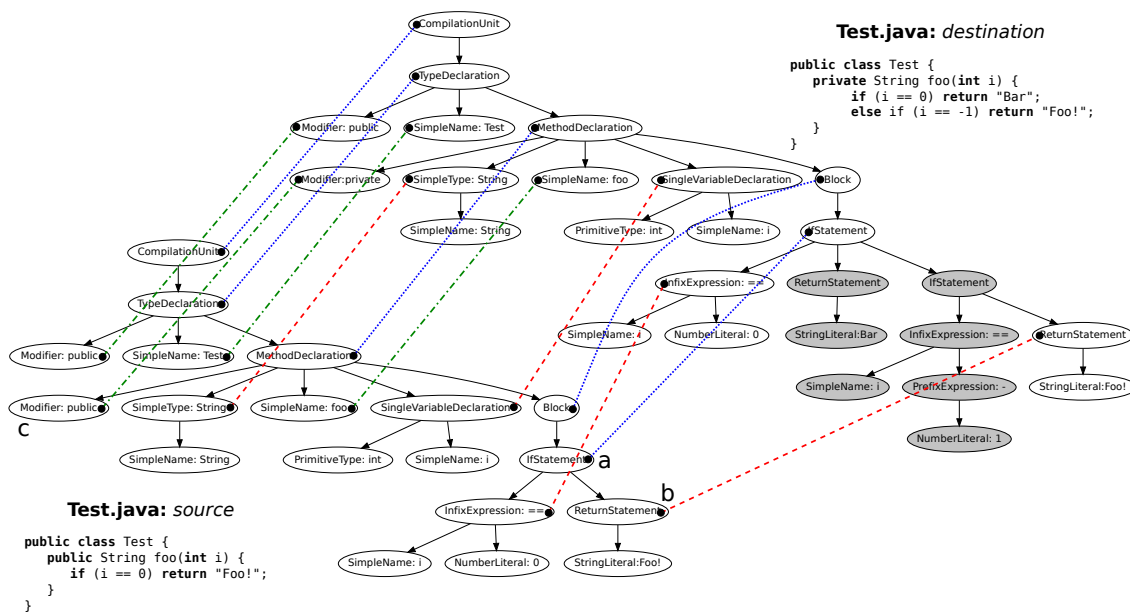 CompilationUnit
Test.java: destination
public class Test {
private String foo(int i) {
if (i == 0) return "Bar";
else if (i == -1) return "Foo!";
}
}
TypeDeclaration
Modifier: public
SimpleName: Test
MethodDeclaration
Modifier:private
SimpleType: String
SimpleName: foo
SingleVariableDeclaration
Block
SimpleName: String
PrimitiveType: int
SimpleName: i
IfStatement
InfixExpression: ==
ReturnStatement
IfStatement
SimpleName: i
NumberLiteral: 0
StringLiteral:Bar
InfixExpression: ==
ReturnStatement
SimpleName: i
PrefixExpression: -
StringLiteral:Foo!
NumberLiteral: 1
CompilationUnit
TypeDeclaration
Modifier: public
SimpleName: Test
MethodDeclaration
Modifier: public
SimpleType: String
SimpleName: foo
SingleVariableDeclaration
Block
c
SimpleName: String
PrimitiveType: int
SimpleName: i
IfStatement
a
InfixExpression: ==
ReturnStatement
b
SimpleName: i
NumberLiteral: 0
StringLiteral:Foo!
Test.java: source
public class Test {
public String foo(int i) {
if (i == 0) return "Foo!";
}
}